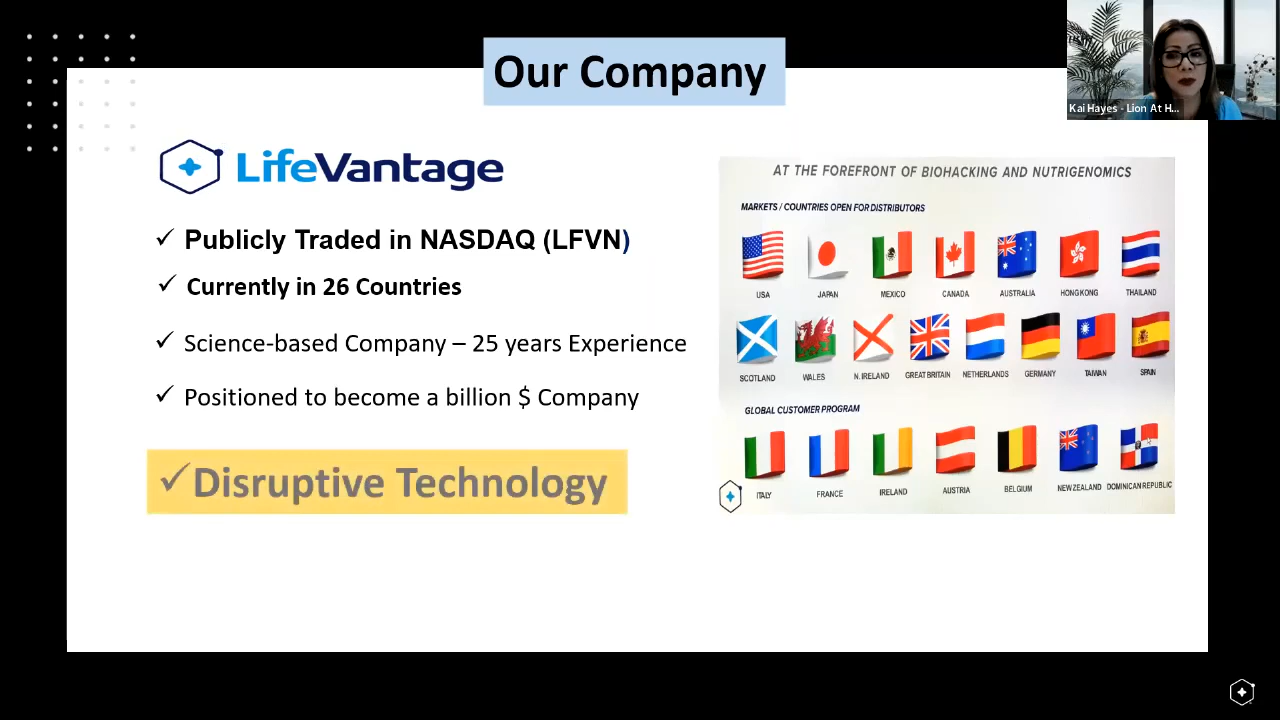 Our Company
Kai Hayes - Lion At H...
LifeVantage
✓ Publicly Traded in NASDAQ (LFVN)
✓ Currently in 26 Countries
✓ Science-based Company – 25 years Experience
✓ Positioned to become a billion $ Company
✓Disruptive Technology
AT THE FOREFRONT OF BIOHACKING AND NUTRIGENOMICS
MARKETS / COUNTRIES OPEN FOR DISTRIBUTORS
USA JAPAN MEXICO CANADA AUSTRALIA HONG KONG THAILAND
SCOTLAND WALES N. IRELAND GREAT BRITAIN NETHERLANDS GERMANY TAIWAN SPAIN
GLOBAL CUSTOMER PROGRAM
ITALY FRANCE IRELAND AUSTRIA BELGIUM NEW ZEALAND DOMINICAN REPUBLIC